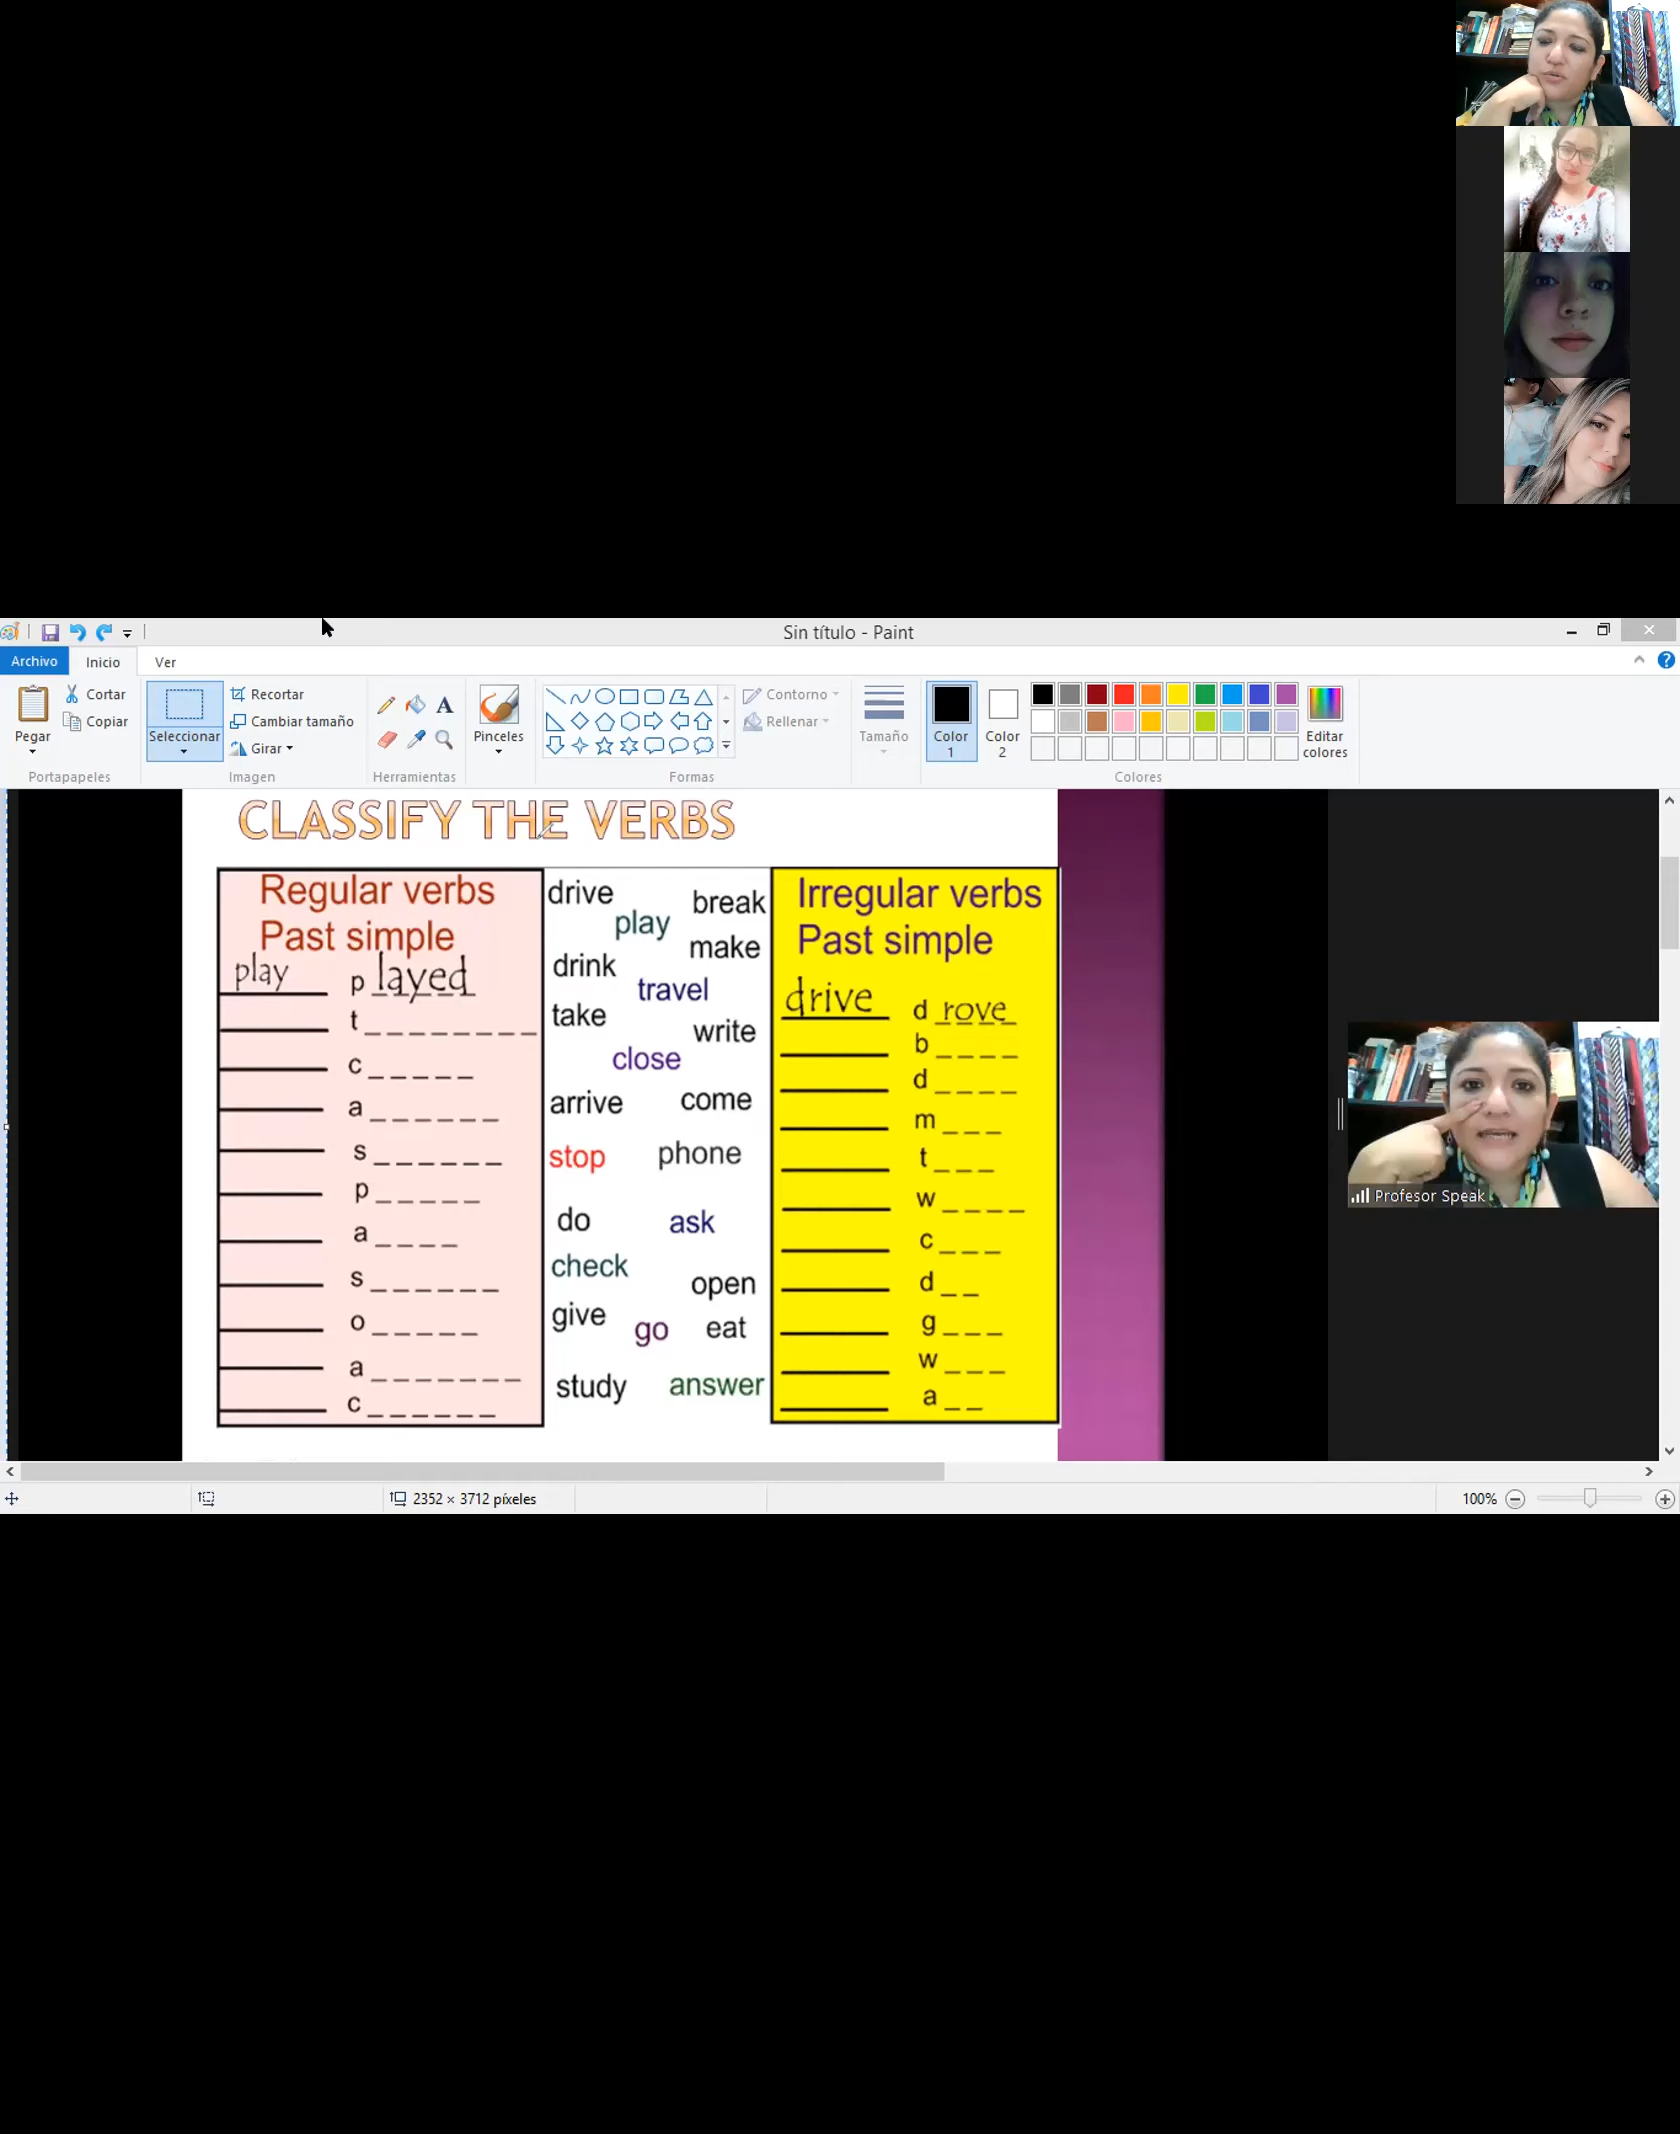 Sin título - Paint
Archivo Inicio Ver
Pegar
Cortar
Copiar
Portapapeles
Seleccionar
Recortar
Cambiar tamaño
Girar
Imagen
A
Herramientas
Pinceles
Formas
Contorno
Rellenar
Tamaño
Color 1
Color 2
Editar colores
Colores
CLASSIFY THE VERBS
Regular verbs
Past simple
play p layed
t _ _ _ _ _ _ _ _
c _ _ _ _ _
a _ _ _ _ _ _
s _ _ _ _ _ _
p _ _ _ _ _
a _ _ _ _
s _ _ _ _ _ _
o _ _ _ _ _
a _ _ _ _ _ _ _
c _ _ _ _ _ _
drive break
play
make
drink
travel
take
write
close
arrive come
stop phone
do ask
check
open
give go eat
study answer
Irregular verbs
Past simple
drive d rove
b _ _ _ _
d _ _ _ _
m _ _ _
t _ _ _
w _ _ _ _
c _ _ _
d _ _
g _ _ _
w _ _ _
a _ _
Profesor Speak
2352 × 3712 píxeles
100%